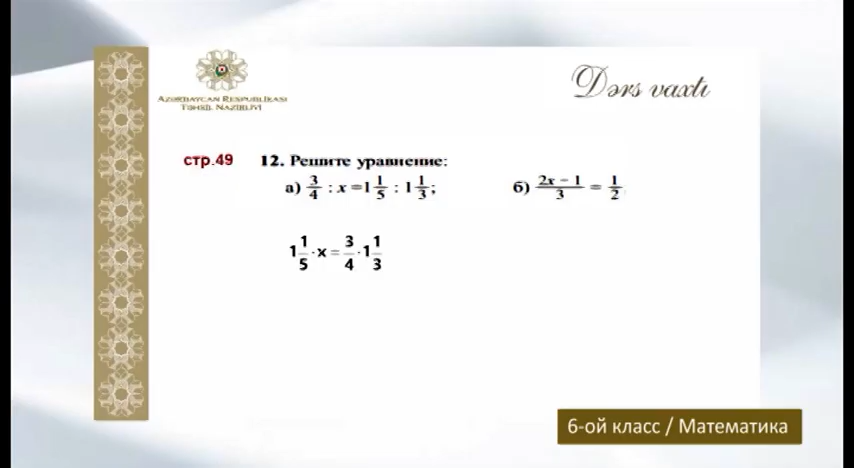 AZƏRBAYCAN RESPUBLİKASI
TƏHSİL NAZİRLİYİ
Dərs vaxtı
стр.49
12. Решите уравнение:
а) 3/4 : x = 1 1/5 : 1 1/3;
б) (2x − 1)/3 = 1/2
1 1/5 · x = 3/4 · 1 1/3
6-ой класс / Математика